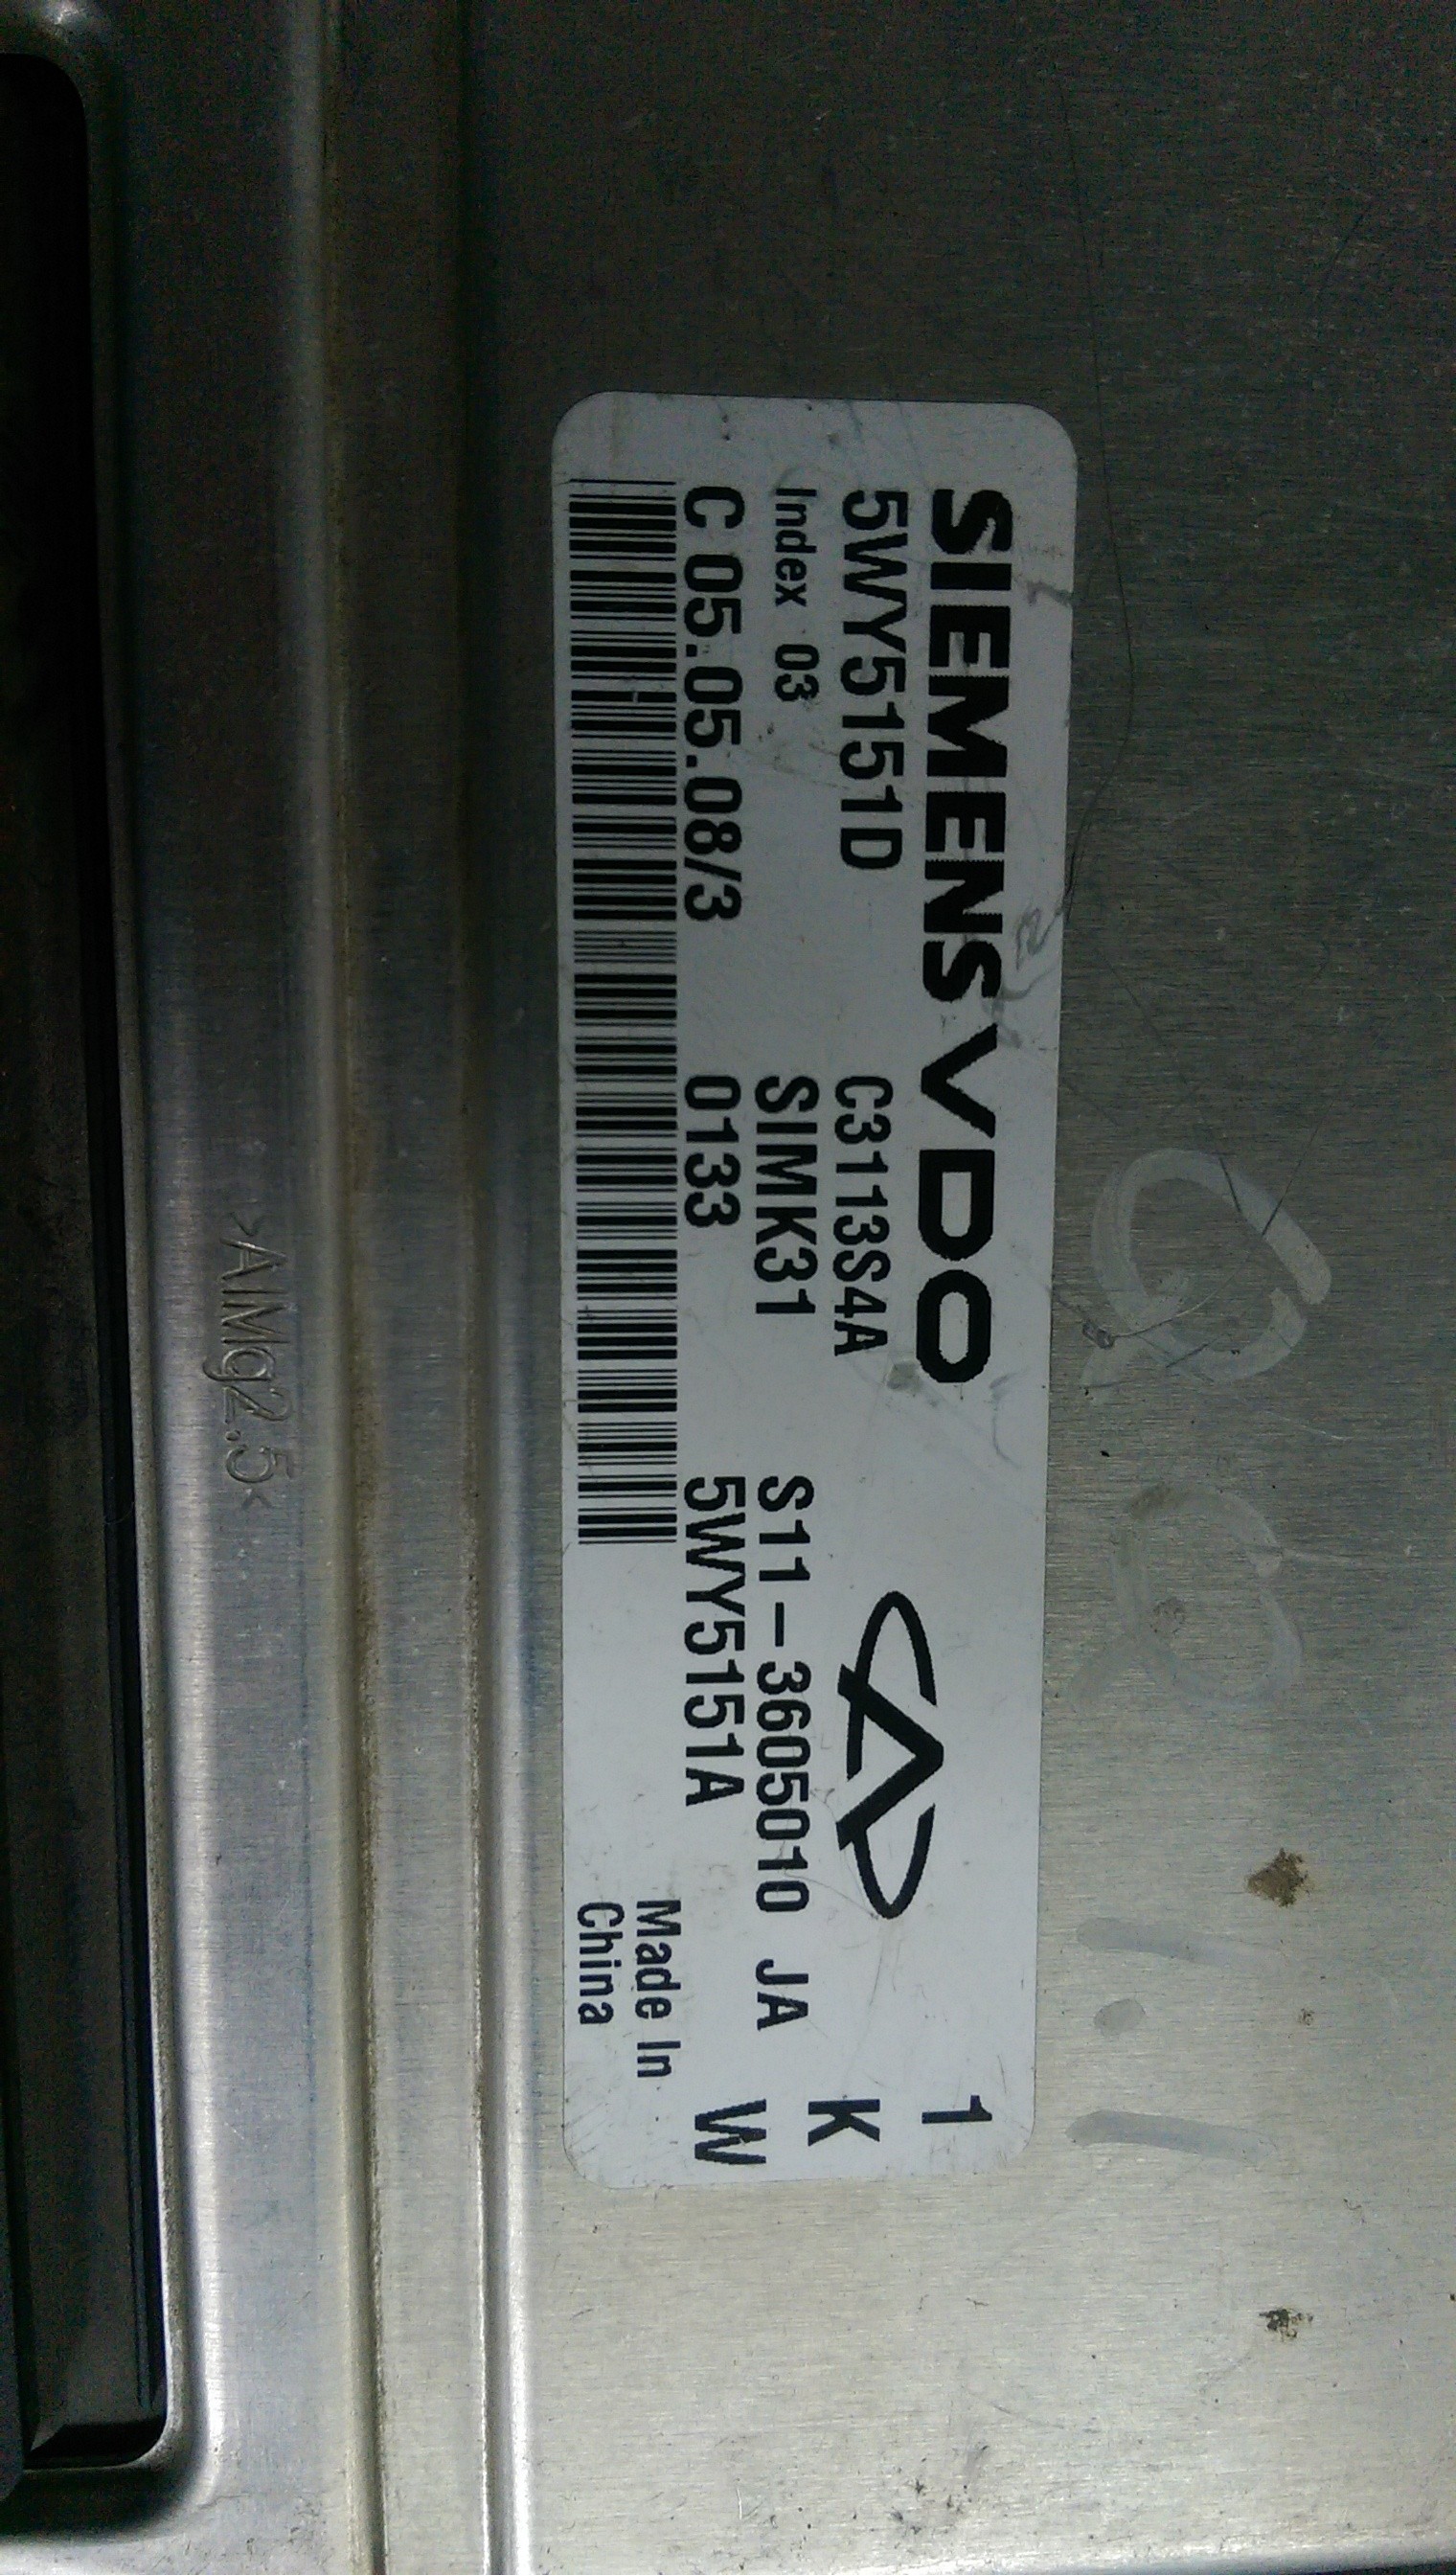 SIEMENS VDO
1
5WY5151D C3113S4A
K
Index 03 SIMK31 S11-3605010 JA
C 05.05.08/3 0133 5WY5151A
W
Made In
China
>AlMg2.5<